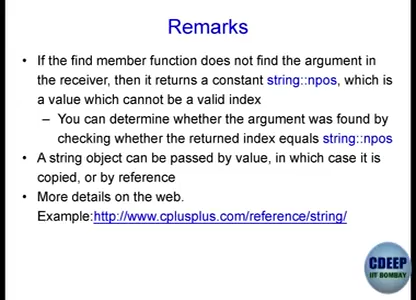 Remarks
• If the find member function does not find the argument in
the receiver, then it returns a constant string::npos, which is
a value which cannot be a valid index
– You can determine whether the argument was found by
checking whether the returned index equals string::npos
• A string object can be passed by value, in which case it is
copied, or by reference
• More details on the web.
Example:http://www.cplusplus.com/reference/string/
CDEEP
IIT BOMBAY